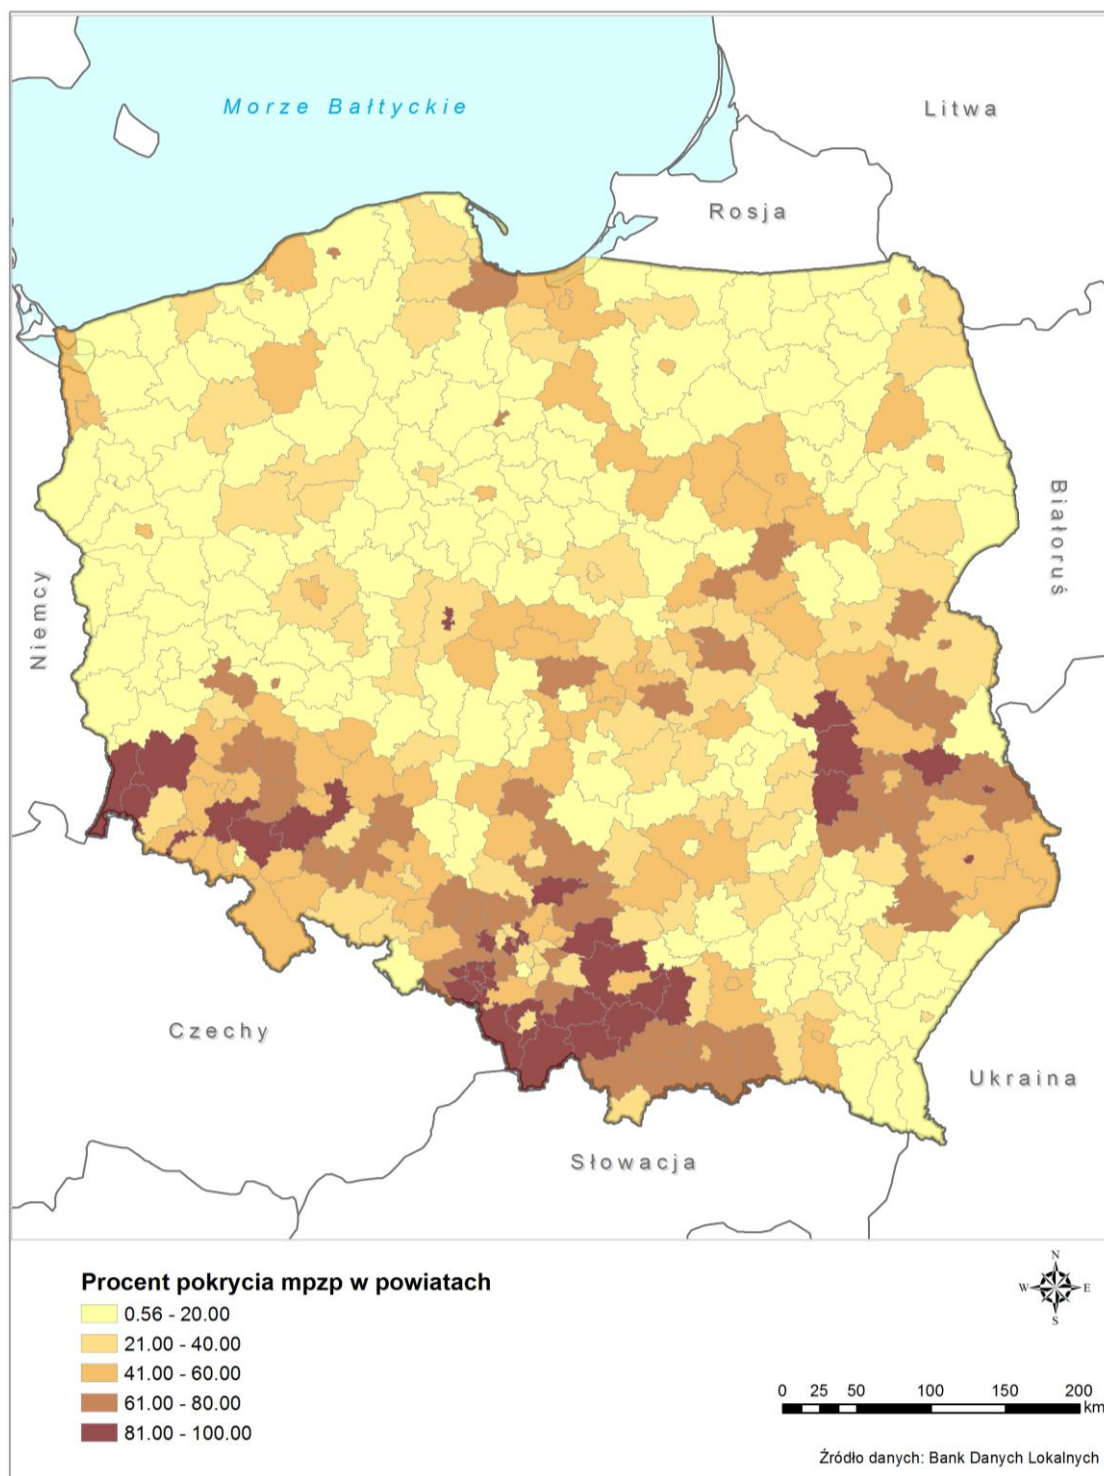 Morze Bałtyckie
Litwa
Rosja
Białoruś
Niemcy
Czechy
Ukraina
Słowacja
Procent pokrycia mpzp w powiatach
0.56 - 20.00
21.00 - 40.00
41.00 - 60.00
61.00 - 80.00
81.00 - 100.00
N
W E
S
0 25 50 100 150 200
km
Źródło danych: Bank Danych Lokalnych